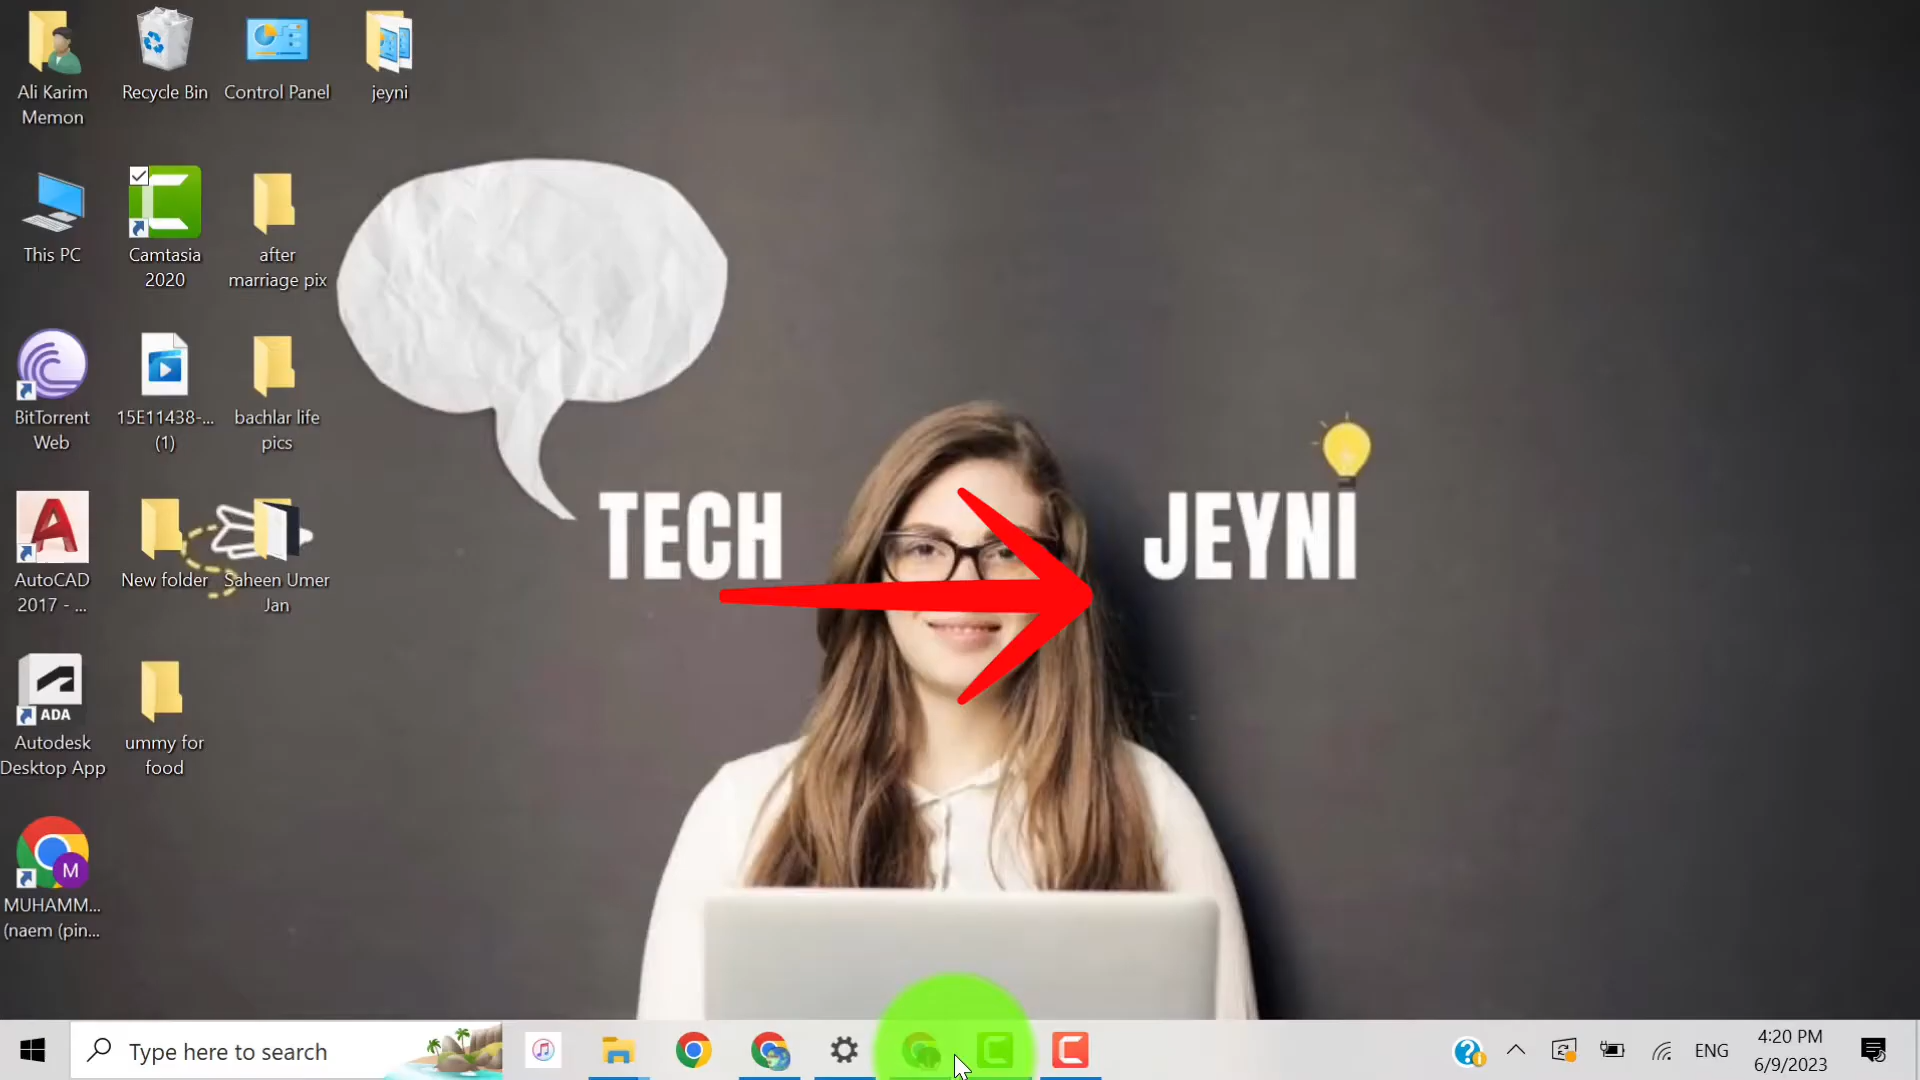 Ali Karim
Memon
Recycle Bin
Control Panel
jeyni
This PC
Camtasia
2020
after
marriage pix
BitTorrent
Web
15E11438-...
(1)
bachlar life
pics
TECH
JEYNI
AutoCAD
2017 - ...
New folder
Saheen Umer
Jan
ADA
Autodesk
Desktop App
ummy for
food
M
MUHAMM...
(naem (pin...
Type here to search
ENG
4:20 PM
6/9/2023